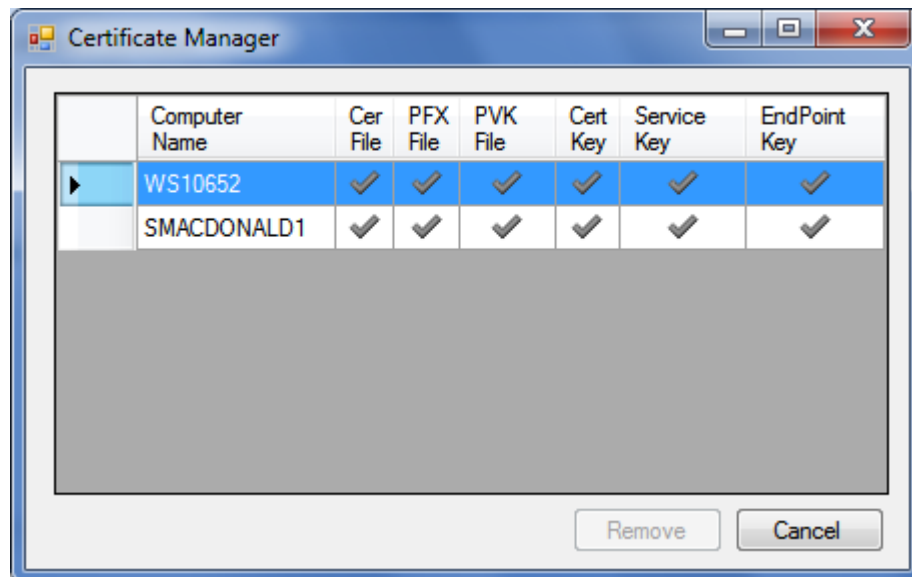 Certificate Manager
Computer Name Cer File PFX File PVK File Cert Key Service Key EndPoint Key
WS10652
SMACDONALD1
Remove Cancel